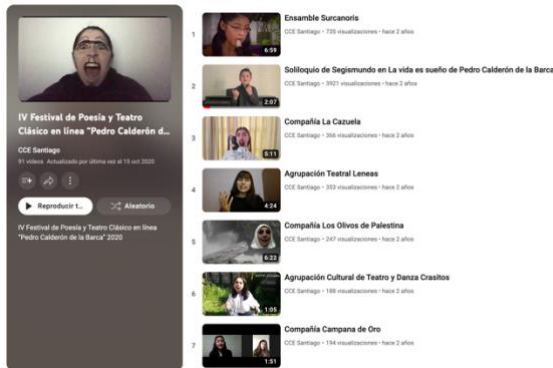 IV Festival de Poesía y Teatro
Clásico en línea "Pedro Calderón d...
CCE Santiago
91 videos Actualizado por última vez el 15 oct 2020
Reproducir t...
Aleatorio
IV Festival de Poesía y Teatro Clásico en línea
"Pedro Calderón de la Barca" 2020
1
6:59
Ensamble Surcanoris
CCE Santiago • 735 visualizaciones • hace 2 años
2
2:07
Soliloquio de Segismundo en La vida es sueño de Pedro Calderón de la Barca
CCE Santiago • 3921 visualizaciones • hace 2 años
3
5:11
Compañía La Cazuela
CCE Santiago • 366 visualizaciones • hace 2 años
4
4:24
Agrupación Teatral Leneas
CCE Santiago • 353 visualizaciones • hace 2 años
5
6:22
Compañía Los Olivos de Palestina
CCE Santiago • 247 visualizaciones • hace 2 años
6
1:05
Agrupación Cultural de Teatro y Danza Crasitos
CCE Santiago • 188 visualizaciones • hace 2 años
7
1:51
Compañía Campana de Oro
CCE Santiago • 194 visualizaciones • hace 2 años